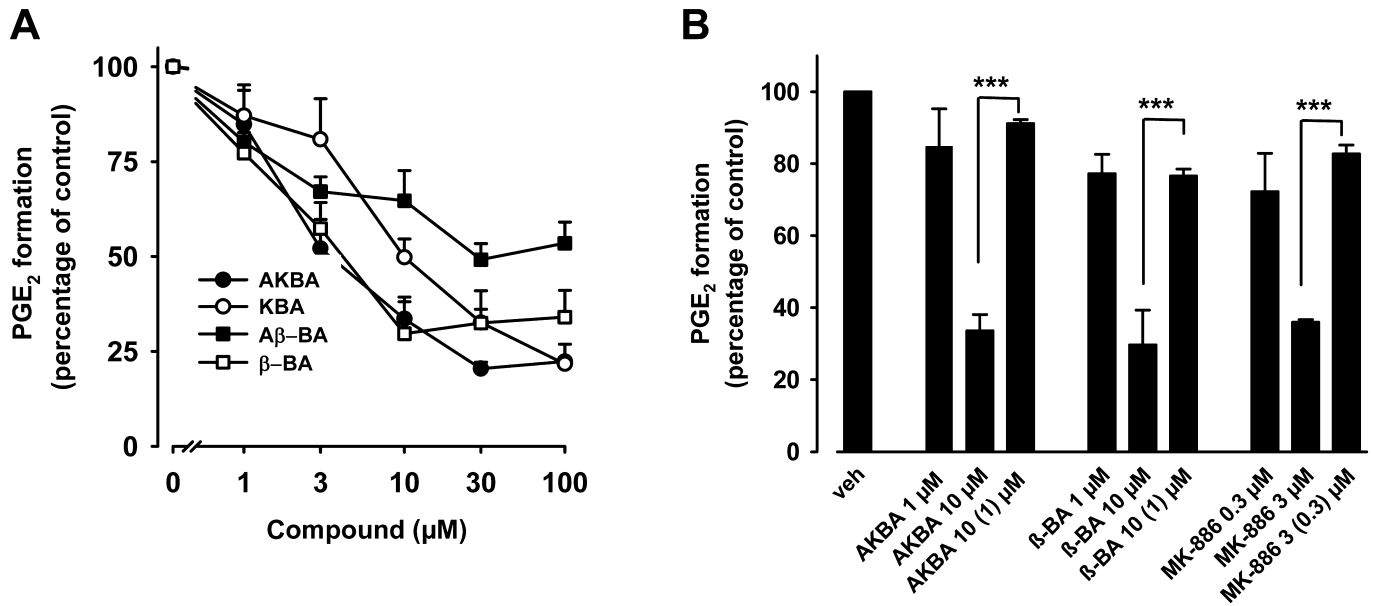 A
PGE2 formation
(percentage of control)
100
75
50
25
0
AKBA
KBA
Aβ–BA
β–BA
0 1 3 10 30 100
Compound (µM)
B
PGE2 formation
(percentage of control)
100
80
60
40
20
0
***
***
***
veh
AKBA 1 µM
AKBA 10 µM
AKBA 10 (1) µM
ß-BA 1 µM
ß-BA 10 µM
ß-BA 10 (1) µM
MK-886 0.3 µM
MK-886 3 µM
MK-886 3 (0.3) µM